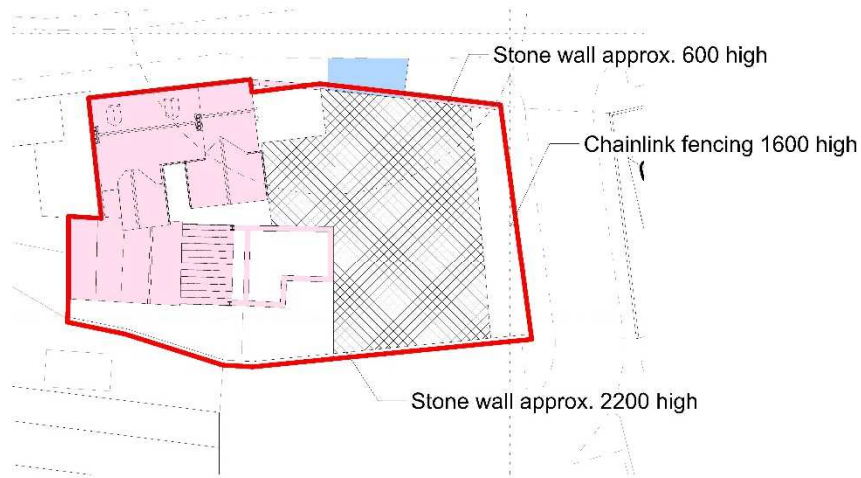 Stone wall approx. 600 high
Chainlink fencing 1600 high
Stone wall approx. 2200 high